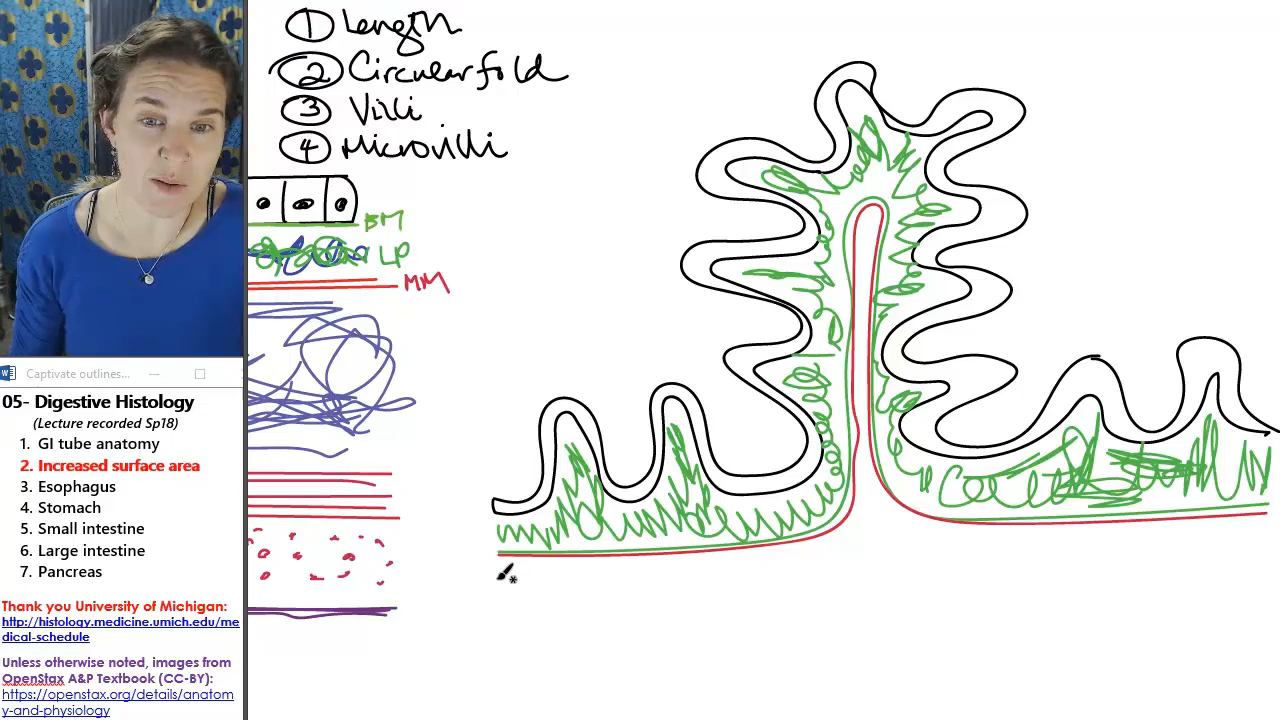 ① Length
② Circular fold
③ Villi
④ Microvilli
BM
LP
MM
Captivate outlines...
05- Digestive Histology
(Lecture recorded Sp18)
1. GI tube anatomy
2. Increased surface area
3. Esophagus
4. Stomach
5. Small intestine
6. Large intestine
7. Pancreas
Thank you University of Michigan:
http://histology.medicine.umich.edu/me
dical-schedule
Unless otherwise noted, images from
OpenStax A&P Textbook (CC-BY):
https://openstax.org/details/anatom
y-and-physiology